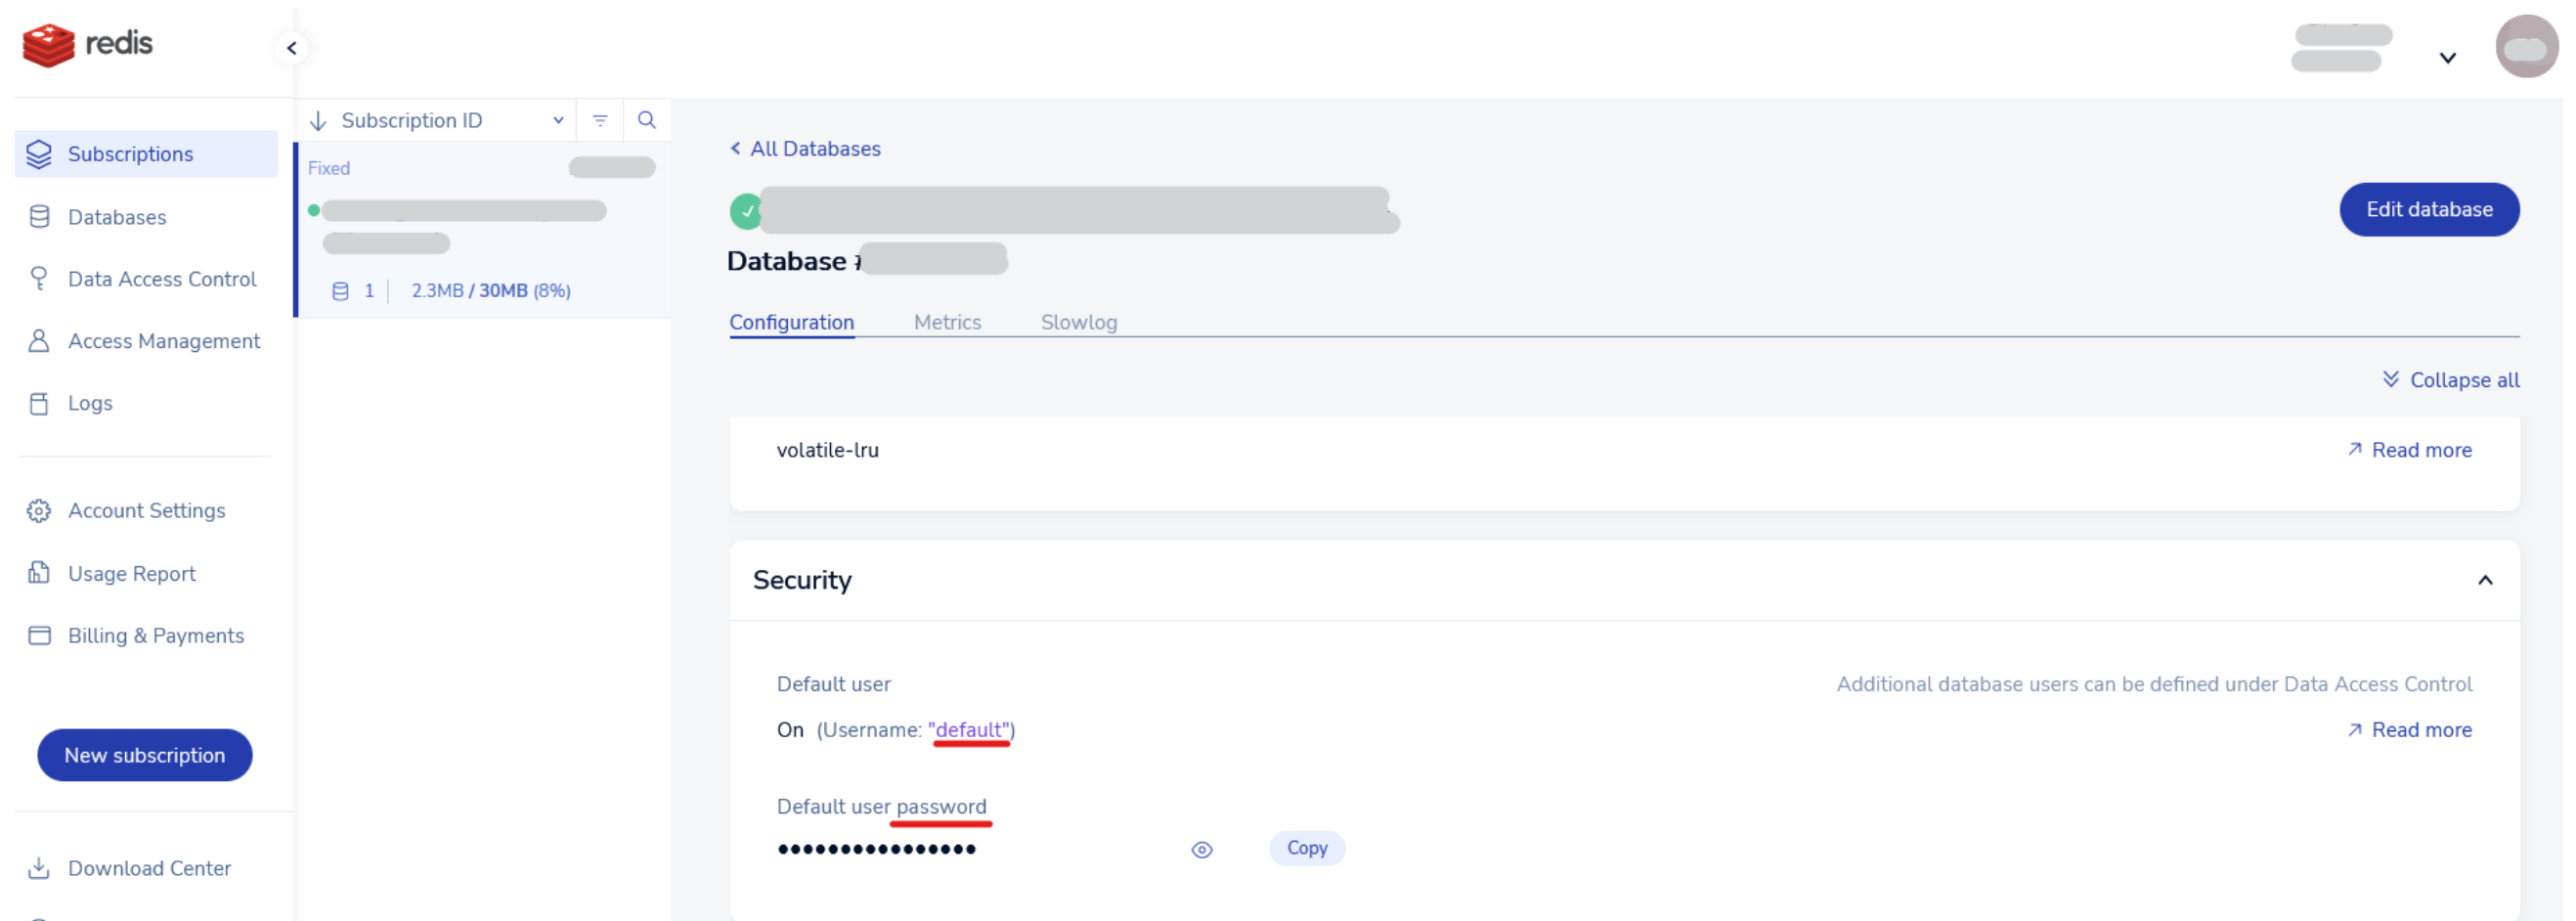 redis
Subscriptions
Databases
Data Access Control
Access Management
Logs
Account Settings
Usage Report
Billing & Payments
New subscription
Download Center
Subscription ID
Fixed
1
2.3MB / 30MB (8%)
All Databases
Edit database
Database #
Configuration Metrics Slowlog
Collapse all
volatile-lru
Read more
Security
Default user
Additional database users can be defined under Data Access Control
On (Username: "default")
Read more
Default user password
••••••••••••••••
Copy